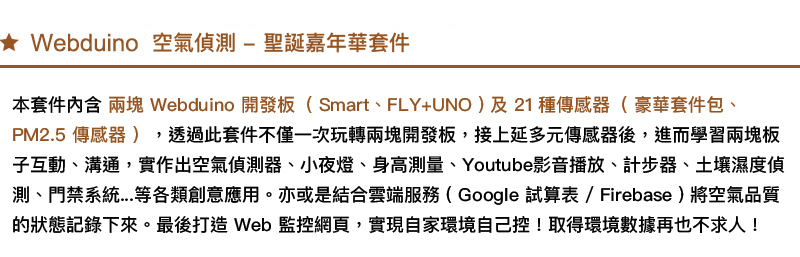 ★ Webduino 空氣偵測 – 聖誕嘉年華套件
本套件內含 兩塊 Webduino 開發板 （ Smart、FLY+UNO ) 及 21 種傳感器 （ 豪華套件包、
PM2.5 傳感器 ） ，透過此套件不僅一次玩轉兩塊開發板，接上延多元傳感器後，進而學習兩塊板
子互動、溝通，實作出空氣偵測器、小夜燈、身高測量、Youtube影音播放、計步器、土壤濕度偵
測、門禁系統...等各類創意應用。亦或是結合雲端服務 ( Google 試算表 / Firebase ) 將空氣品質
的狀態記錄下來。最後打造 Web 監控網頁，實現自家環境自己控！取得環境數據再也不求人！